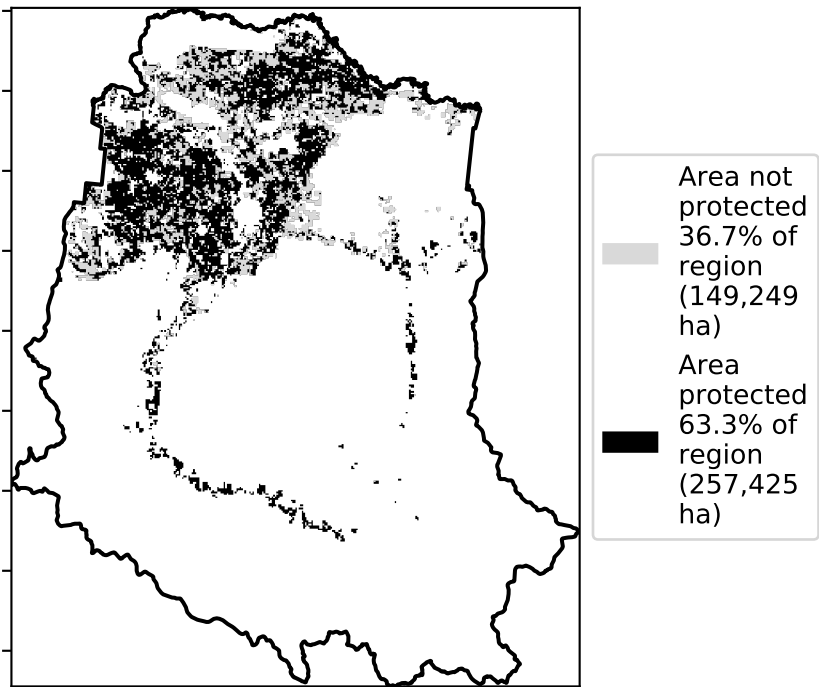 Area not
protected
36.7% of
region
(149,249
ha)
Area
protected
63.3% of
region
(257,425
ha)